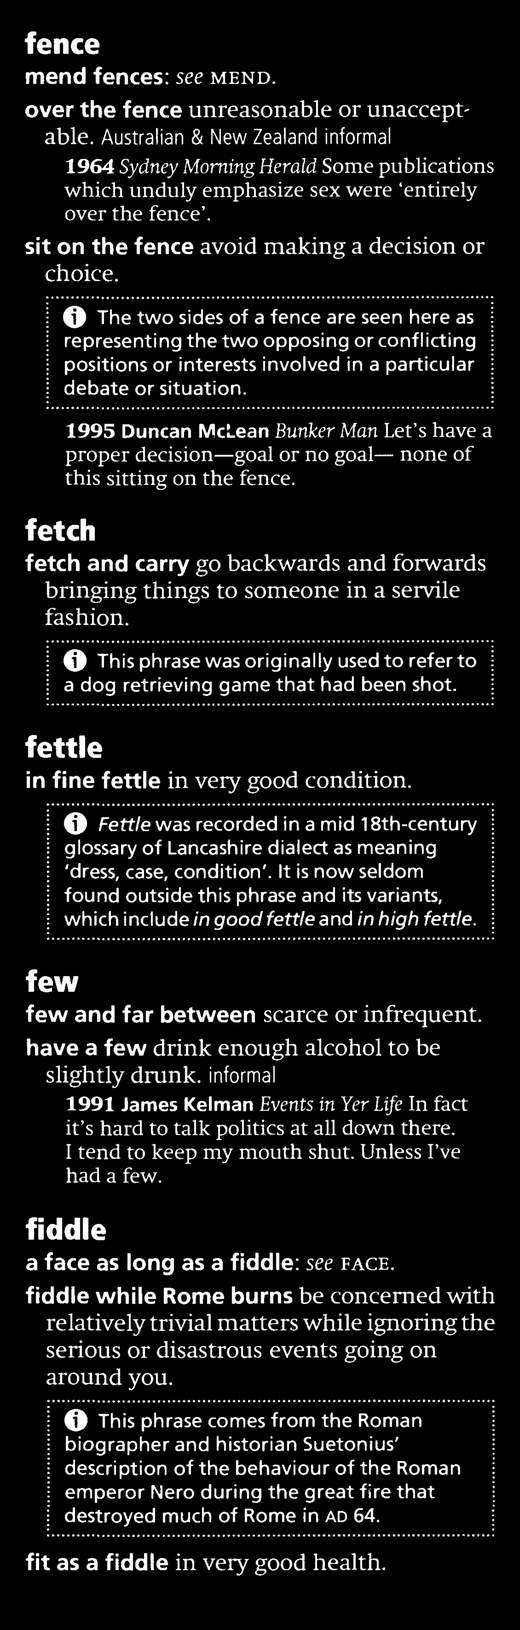 fence
mend fences: see MEND.
over the fence unreasonable or unaccept-
able. Australian & New Zealand informal
1964 Sydney Morning Herald Some publications
which unduly emphasize sex were ‘entirely
over the fence’.
sit on the fence avoid making a decision or
choice.
i The two sides of a fence are seen here as
representing the two opposing or conflicting
positions or interests involved in a particular
debate or situation.
1995 Duncan McLean Bunker Man Let's have a
proper decision—goal or no goal— none of
this sitting on the fence.
fetch
fetch and carry go backwards and forwards
bringing things to someone in a servile
fashion.
i This phrase was originally used to refer to
a dog retrieving game that had been shot.
fettle
in fine fettle in very good condition.
i Fettle was recorded in a mid 18th-century
glossary of Lancashire dialect as meaning
‘dress, case, condition’. It is now seldom
found outside this phrase and its variants,
which include in good fettle and in high fettle.
few
few and far between scarce or infrequent.
have a few drink enough alcohol to be
slightly drunk. informal
1991 James Kelman Events in Yer Life In fact
it's hard to talk politics at all down there.
I tend to keep my mouth shut. Unless I've
had a few.
fiddle
a face as long as a fiddle: see FACE.
fiddle while Rome burns be concerned with
relatively trivial matters while ignoring the
serious or disastrous events going on
around you.
i This phrase comes from the Roman
biographer and historian Suetonius'
description of the behaviour of the Roman
emperor Nero during the great fire that
destroyed much of Rome in AD 64.
fit as a fiddle in very good health.